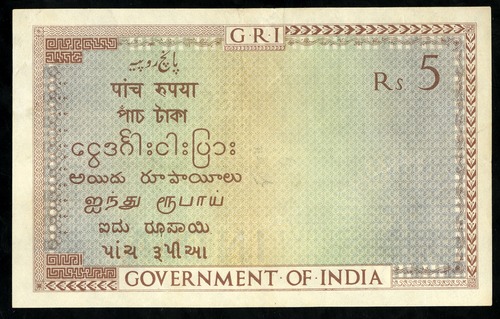 G·R·I
پانچ روپیہ
Rs. 5
पांच रुपया
পাঁচ টাকা
ငွေဒင်္ဂါးငါးပြား
అయిదు రూపాయీలు
ஐந்து ரூபாய்
ಐದು ರೂಪಾಯಿ
પાંચ રૂપીઆ
GOVERNMENT·OF·INDIA